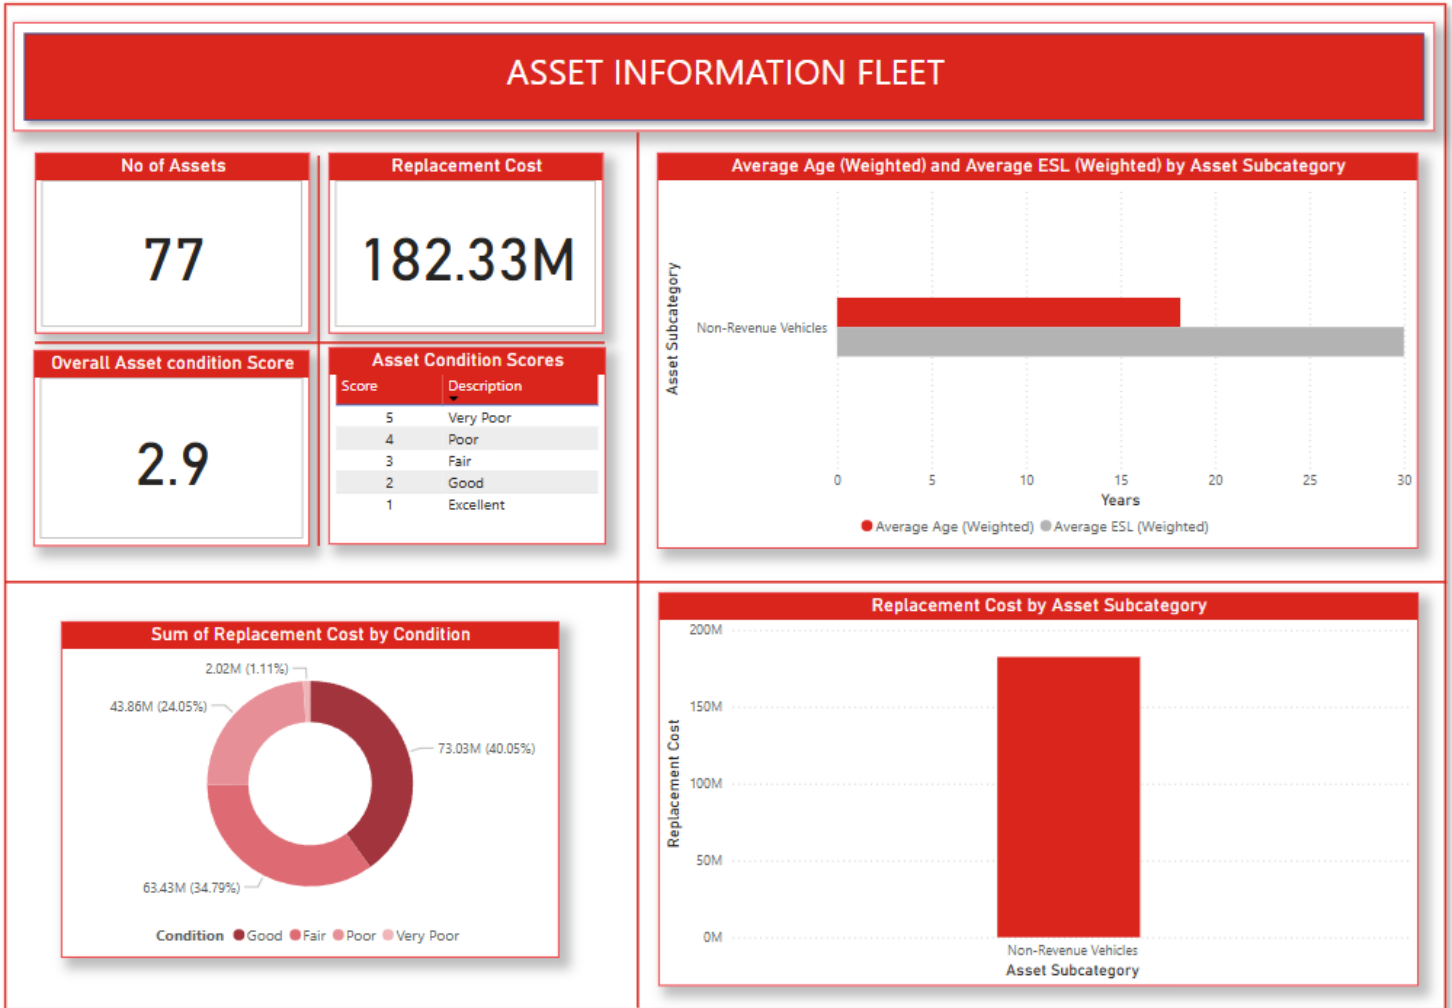 ASSET INFORMATION FLEET
No of Assets
77
Replacement Cost
182.33M
Overall Asset condition Score
2.9
Asset Condition Scores
Score Description
5 Very Poor
4 Poor
3 Fair
2 Good
1 Excellent
Average Age (Weighted) and Average ESL (Weighted) by Asset Subcategory
Asset Subcategory
Non-Revenue Vehicles
0 5 10 15 20 25 30
Years
Average Age (Weighted) Average ESL (Weighted)
Sum of Replacement Cost by Condition
2.02M (1.11%)
43.86M (24.05%)
73.03M (40.05%)
63.43M (34.79%)
Condition Good Fair Poor Very Poor
Replacement Cost by Asset Subcategory
Replacement Cost
200M
150M
100M
50M
0M
Non-Revenue Vehicles
Asset Subcategory